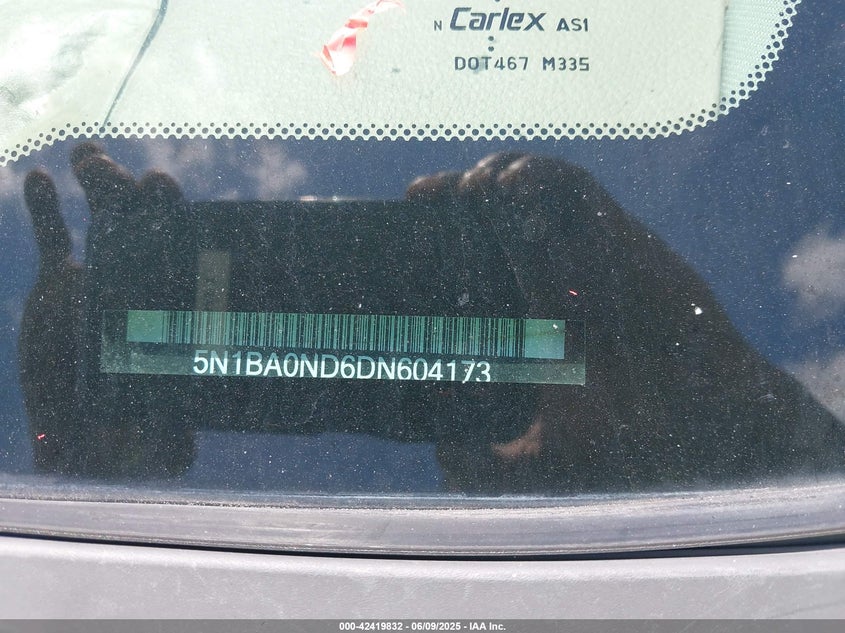 N Carlex AS1
DOT467 M335
5N1BA0ND6DN604173
000-42419832 - 06/09/2025 - IAA Inc.